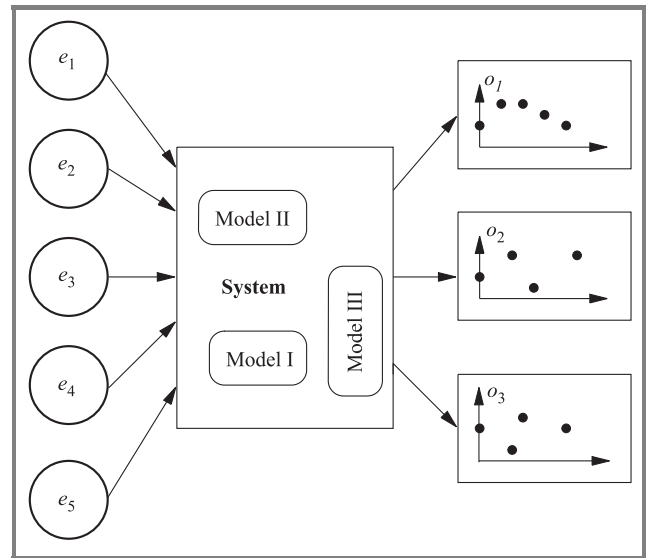 e1
e2
e3
e4
e5
Model II
System
Model I
Model III
o1
o2
o3